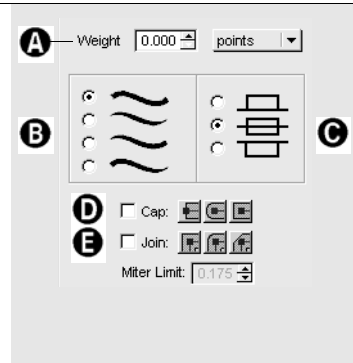 A Weight 0.000 points
B C
D Cap:
E Join:
Miter Limit: 0.175